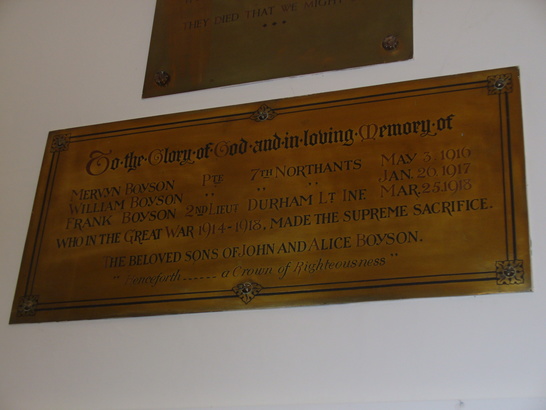 THEY DIED THAT WE MIGHT
To·the·Glory·of·God·and·in·loving·Memory·of
MERVYN BOYSON PTE 7TH NORTHANTS MAY 3. 1916
WILLIAM BOYSON " " " " JAN. 26 1917
FRANK BOYSON 2ND LIEUT DURHAM LT INF MAR.25.1918
WHO IN THE GREAT WAR 1914-1918, MADE THE SUPREME SACRIFICE.
THE BELOVED SONS OF JOHN AND ALICE BOYSON.
"Henceforth...... a Crown of Righteousness"